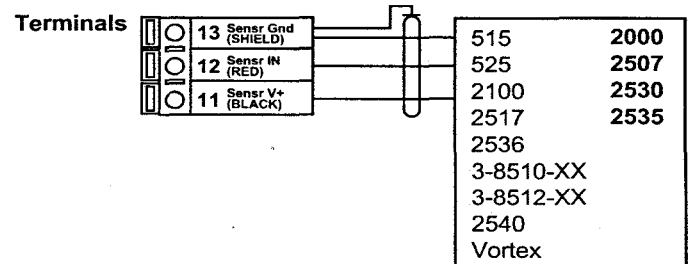 Terminals
13 Sensr Gnd (SHIELD)
12 Sensr IN (RED)
11 Sensr V+ (BLACK)
515 2000
525 2507
2100 2530
2517 2535
2536
3-8510-XX
3-8512-XX
2540
Vortex